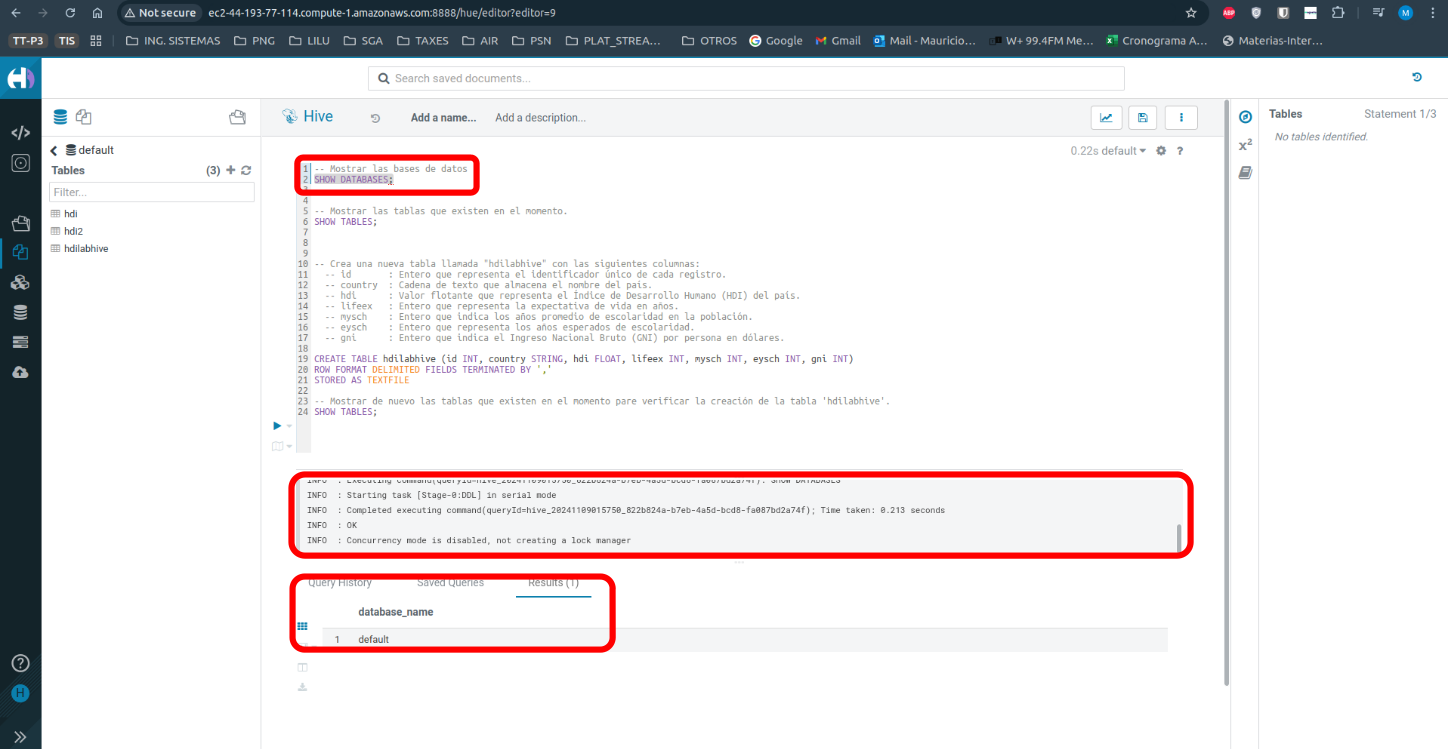 Not secure
ec2-44-193-77-114.compute-1.amazonaws.com:8888/hue/editor?editor=9
ABP
M
TT-P3
TIS
ING. SISTEMAS
PNG
LILU
SGA
TAXES
AIR
PSN
PLAT_STREA...
OTROS
Google
Gmail
Mail - Mauricio...
W+ 99.4FM Me...
Cronograma A...
Materias-Inter...
Search saved documents...
default
Tables
(3)
Filter...
hdi
hdi2
hdilabhive
H
Hive
Add a name...
Add a description...
0.22s default
?
1 -- Mostrar las bases de datos
2 SHOW DATABASES;
3
4
5 -- Mostrar las tablas que existen en el momento.
6 SHOW TABLES;
7
8
9
10 -- Crea una nueva tabla llamada "hdilabhive" con las siguientes columnas:
11 -- id : Entero que representa el identificador único de cada registro.
12 -- country : Cadena de texto que almacena el nombre del país.
13 -- hdi : Valor flotante que representa el Índice de Desarrollo Humano (HDI) del país.
14 -- lifeex : Entero que representa la expectativa de vida en años.
15 -- mysch : Entero que indica los años promedio de escolaridad en la población.
16 -- eysch : Entero que representa los años esperados de escolaridad.
17 -- gni : Entero que indica el Ingreso Nacional Bruto (GNI) por persona en dólares.
18
19 CREATE TABLE hdilabhive (id INT, country STRING, hdi FLOAT, lifeex INT, mysch INT, eysch INT, gni INT)
20 ROW FORMAT DELIMITED FIELDS TERMINATED BY ','
21 STORED AS TEXTFILE
22
23 -- Mostrar de nuevo las tablas que existen en el momento pare verificar la creación de la tabla 'hdilabhive'.
24 SHOW TABLES;
INFO : Executing command(queryId=hive_20241109015750_822b824a-b7eb-4a5d-bcd8-fa087bd2a74f): SHOW DATABASES
INFO : Starting task [Stage-0:DDL] in serial mode
INFO : Completed executing command(queryId=hive_20241109015750_822b824a-b7eb-4a5d-bcd8-fa087bd2a74f); Time taken: 0.213 seconds
INFO : OK
INFO : Concurrency mode is disabled, not creating a lock manager
Query History
Saved Queries
Results (1)
database_name
1 default
x²
Tables
Statement 1/3
No tables identified.